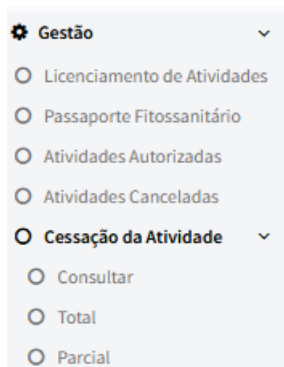 Gestão
Licenciamento de Atividades
Passaporte Fitossanitário
Atividades Autorizadas
Atividades Canceladas
Cessação da Atividade
Consultar
Total
Parcial